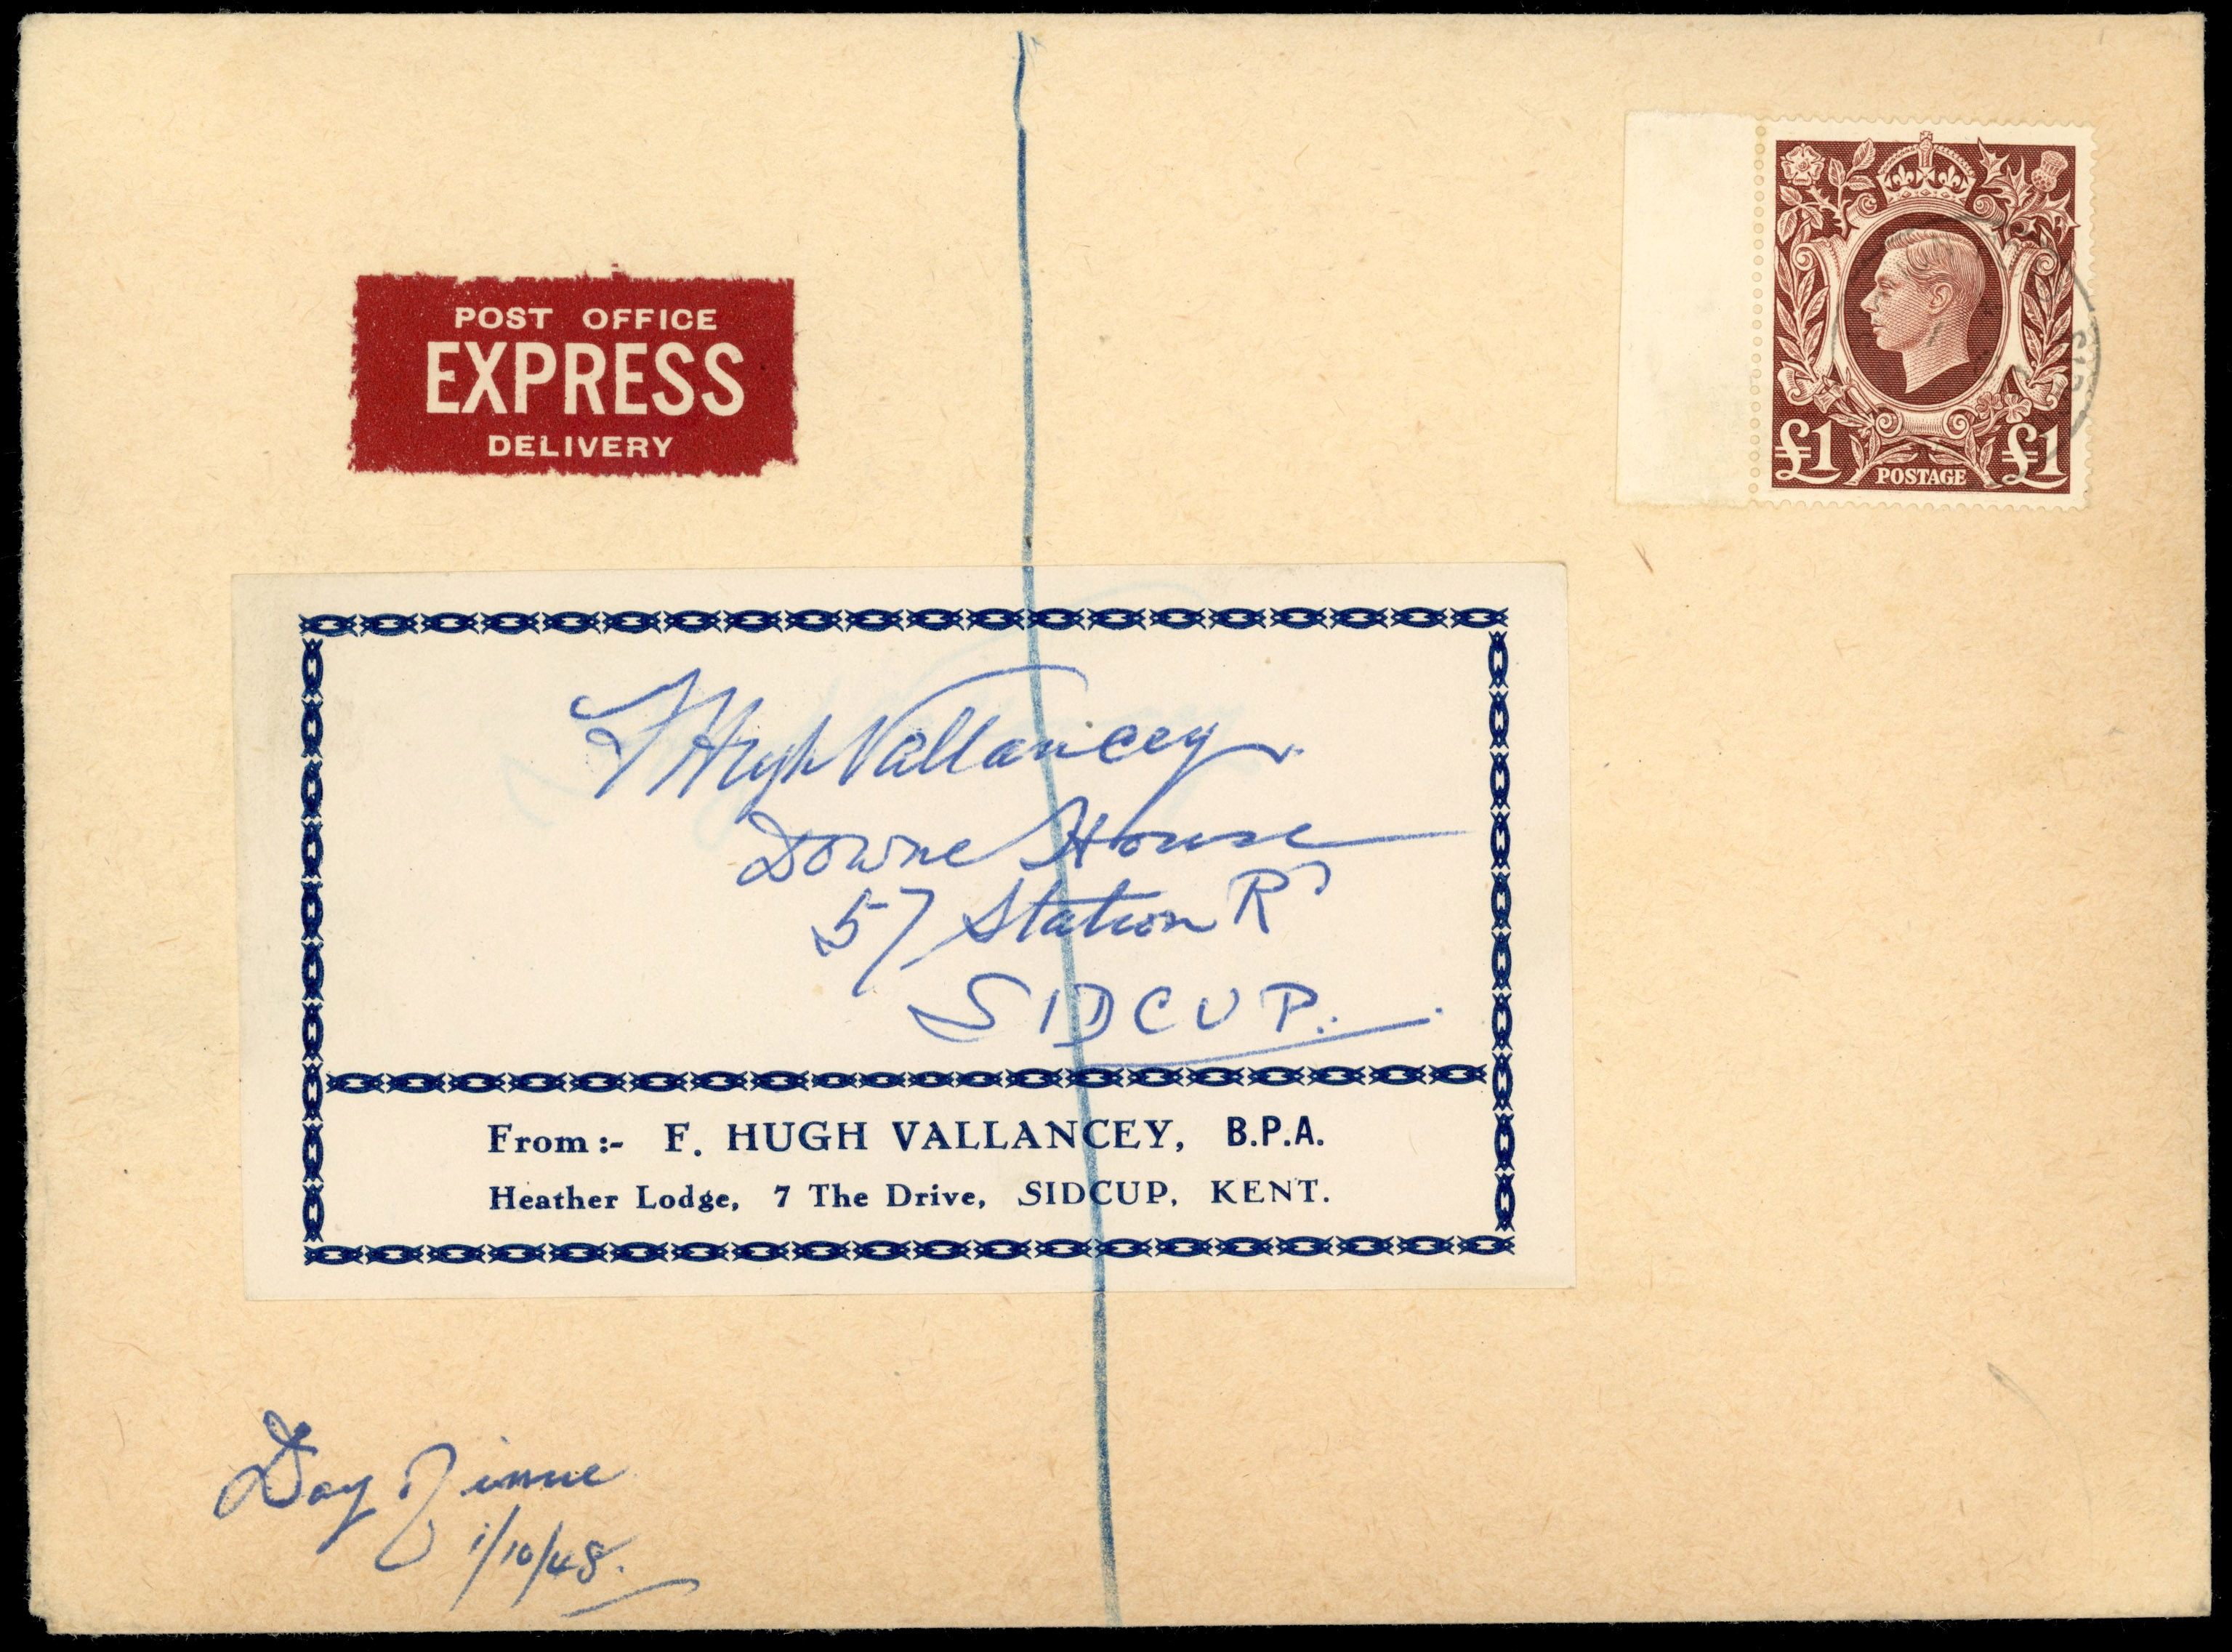 POST OFFICE
EXPRESS
DELIVERY
£1 POSTAGE £1
F Hugh Vallancey
Downe House
57 Station Rd
SIDCUP.
From :- F. HUGH VALLANCEY, B.P.A.
Heather Lodge, 7 The Drive, SIDCUP, KENT.
Day of issue
1/10/48.